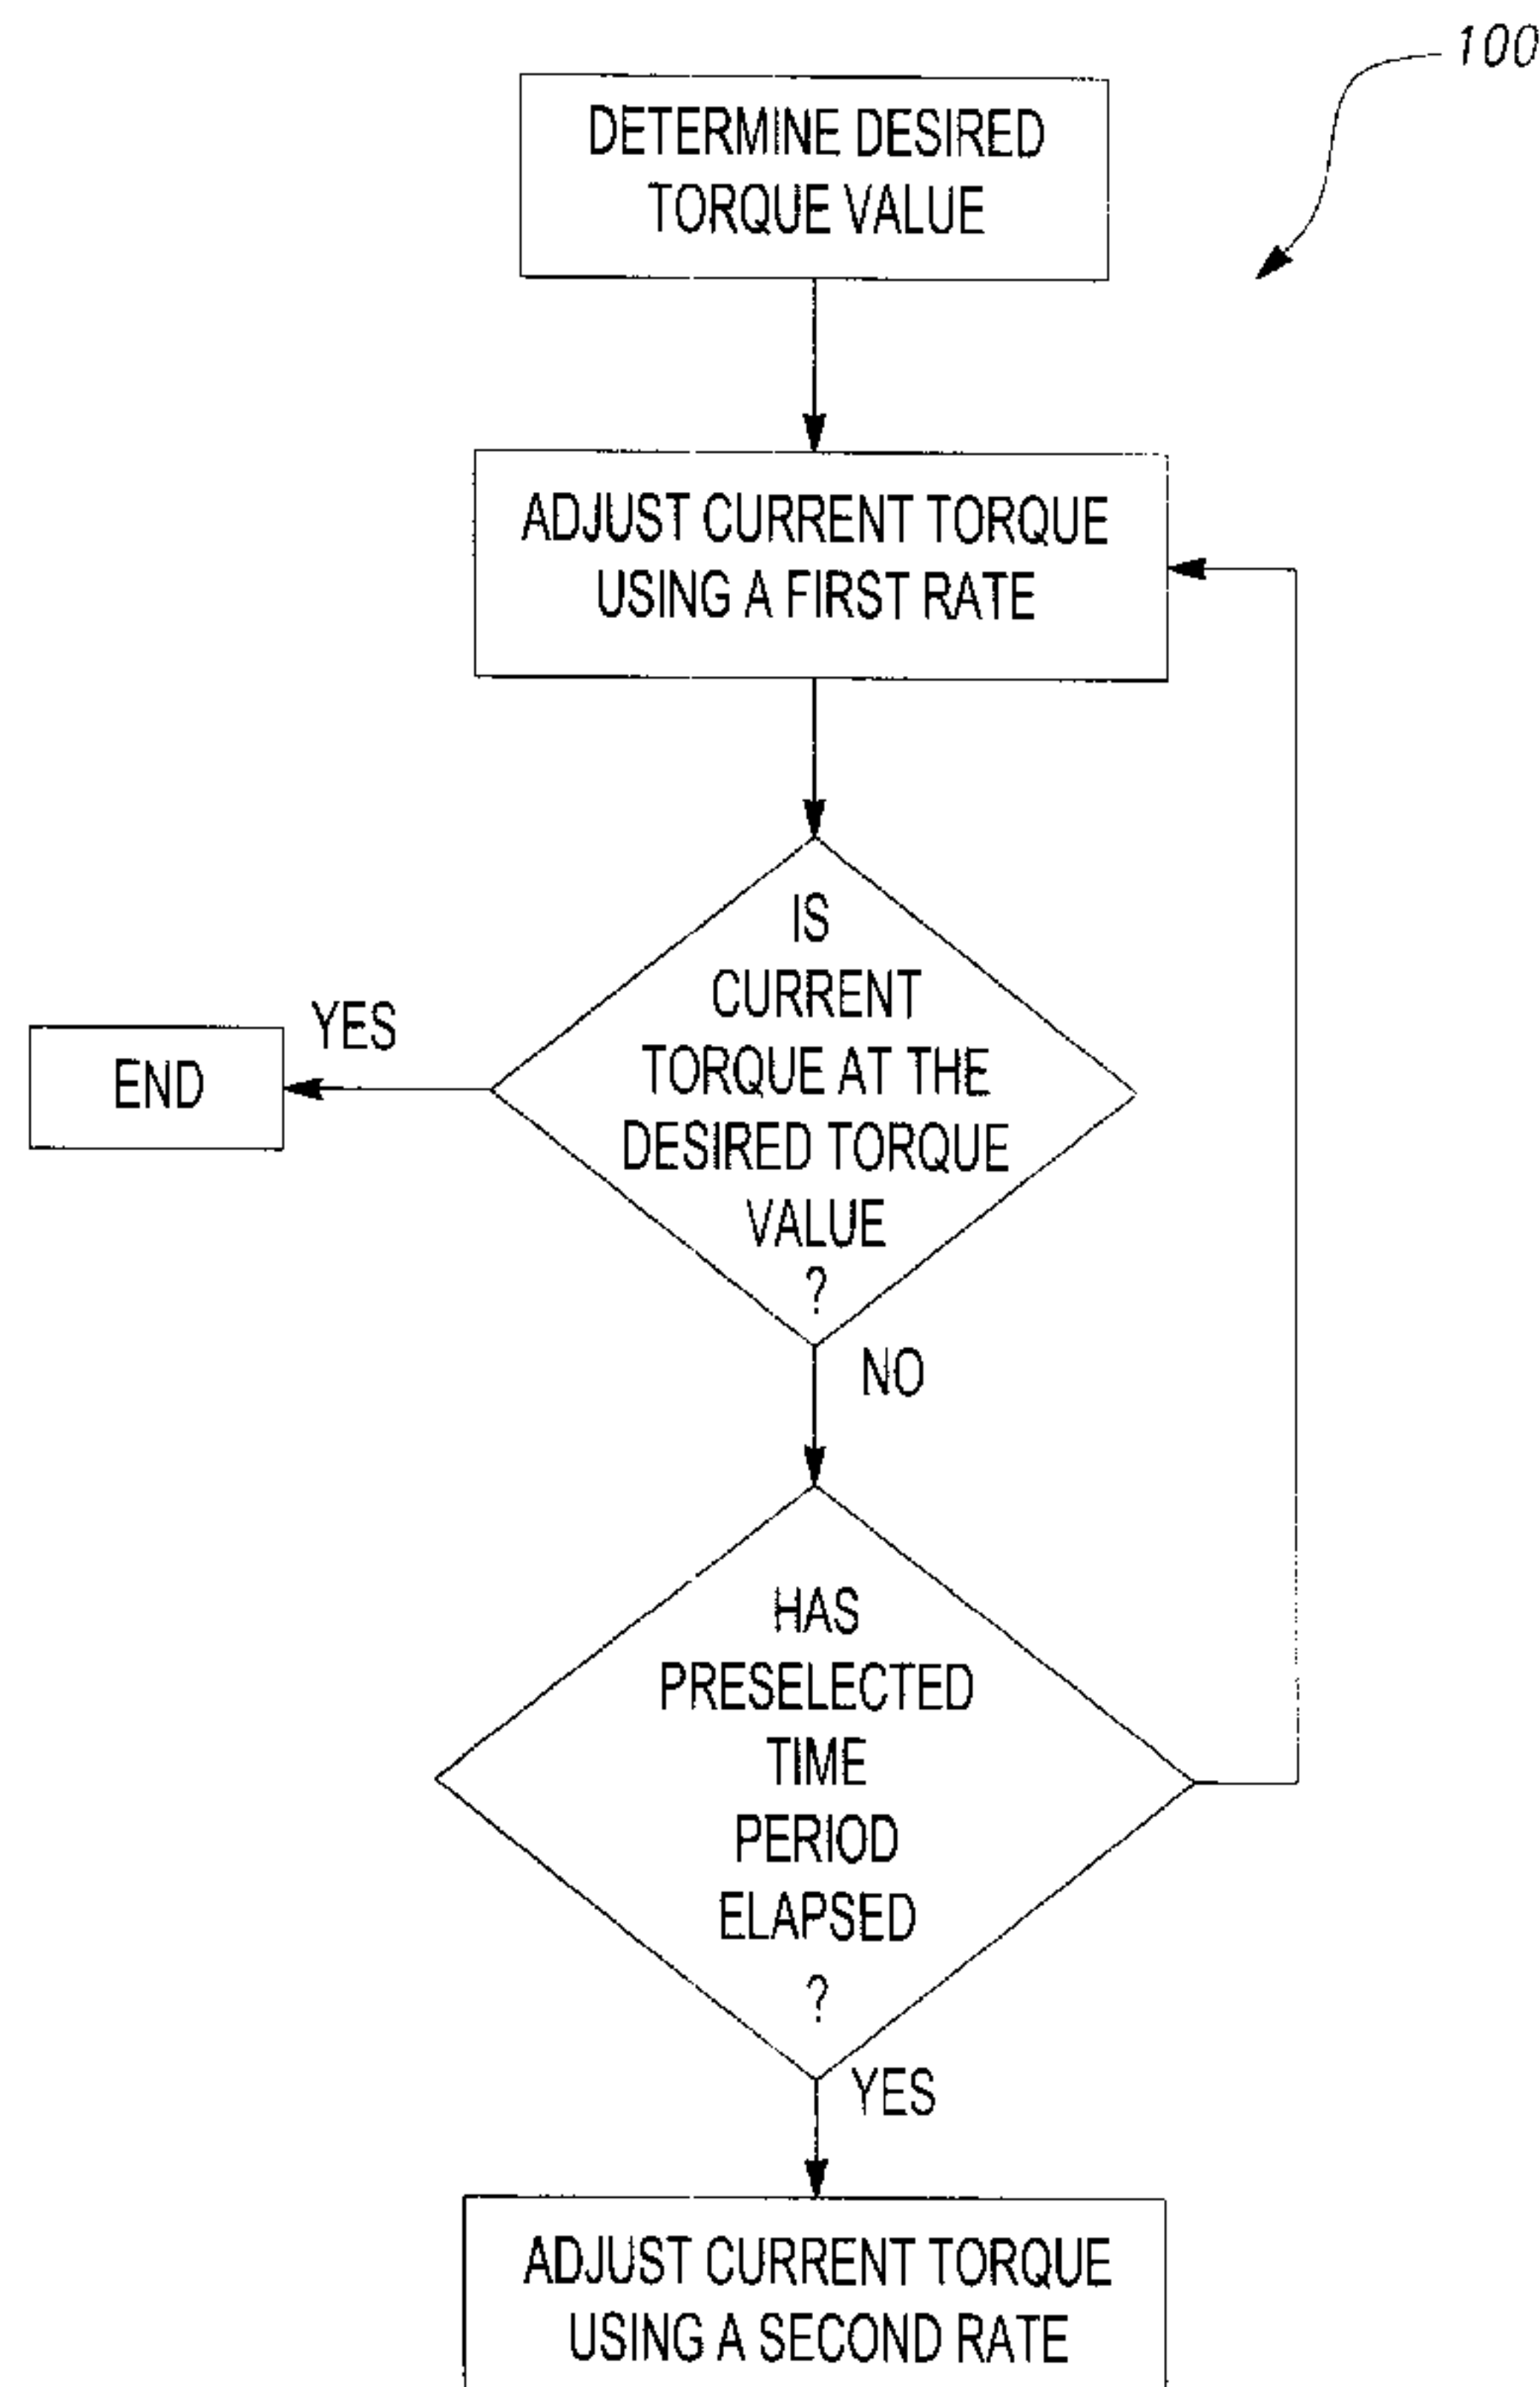 100
DETERMINE DESIRED
TORQUE VALUE
ADJUST CURRENT TORQUE
USING A FIRST RATE
IS
CURRENT
TORQUE AT THE
DESIRED TORQUE
VALUE
?
YES
END
NO
HAS
PRESELECTED
TIME
PERIOD
ELAPSED
?
YES
ADJUST CURRENT TORQUE
USING A SECOND RATE